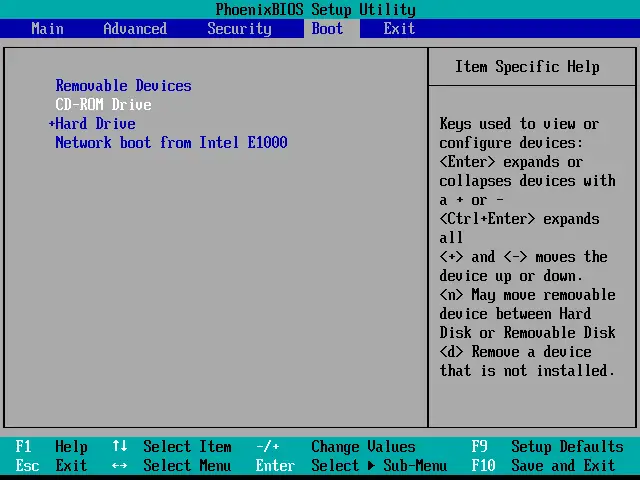 PhoenixBIOS Setup Utility
Main Advanced Security Boot Exit
Removable Devices
CD-ROM Drive
+Hard Drive
Network boot from Intel E1000
Item Specific Help
Keys used to view or
configure devices:
<Enter> expands or
collapses devices with
a + or -
<Ctrl+Enter> expands
all
<+> and <-> moves the
device up or down.
<n> May move removable
device between Hard
Disk or Removable Disk
<d> Remove a device
that is not installed.
F1 Help ↑↓ Select Item -/+ Change Values F9 Setup Defaults
Esc Exit ↔ Select Menu Enter Select ▶ Sub-Menu F10 Save and Exit